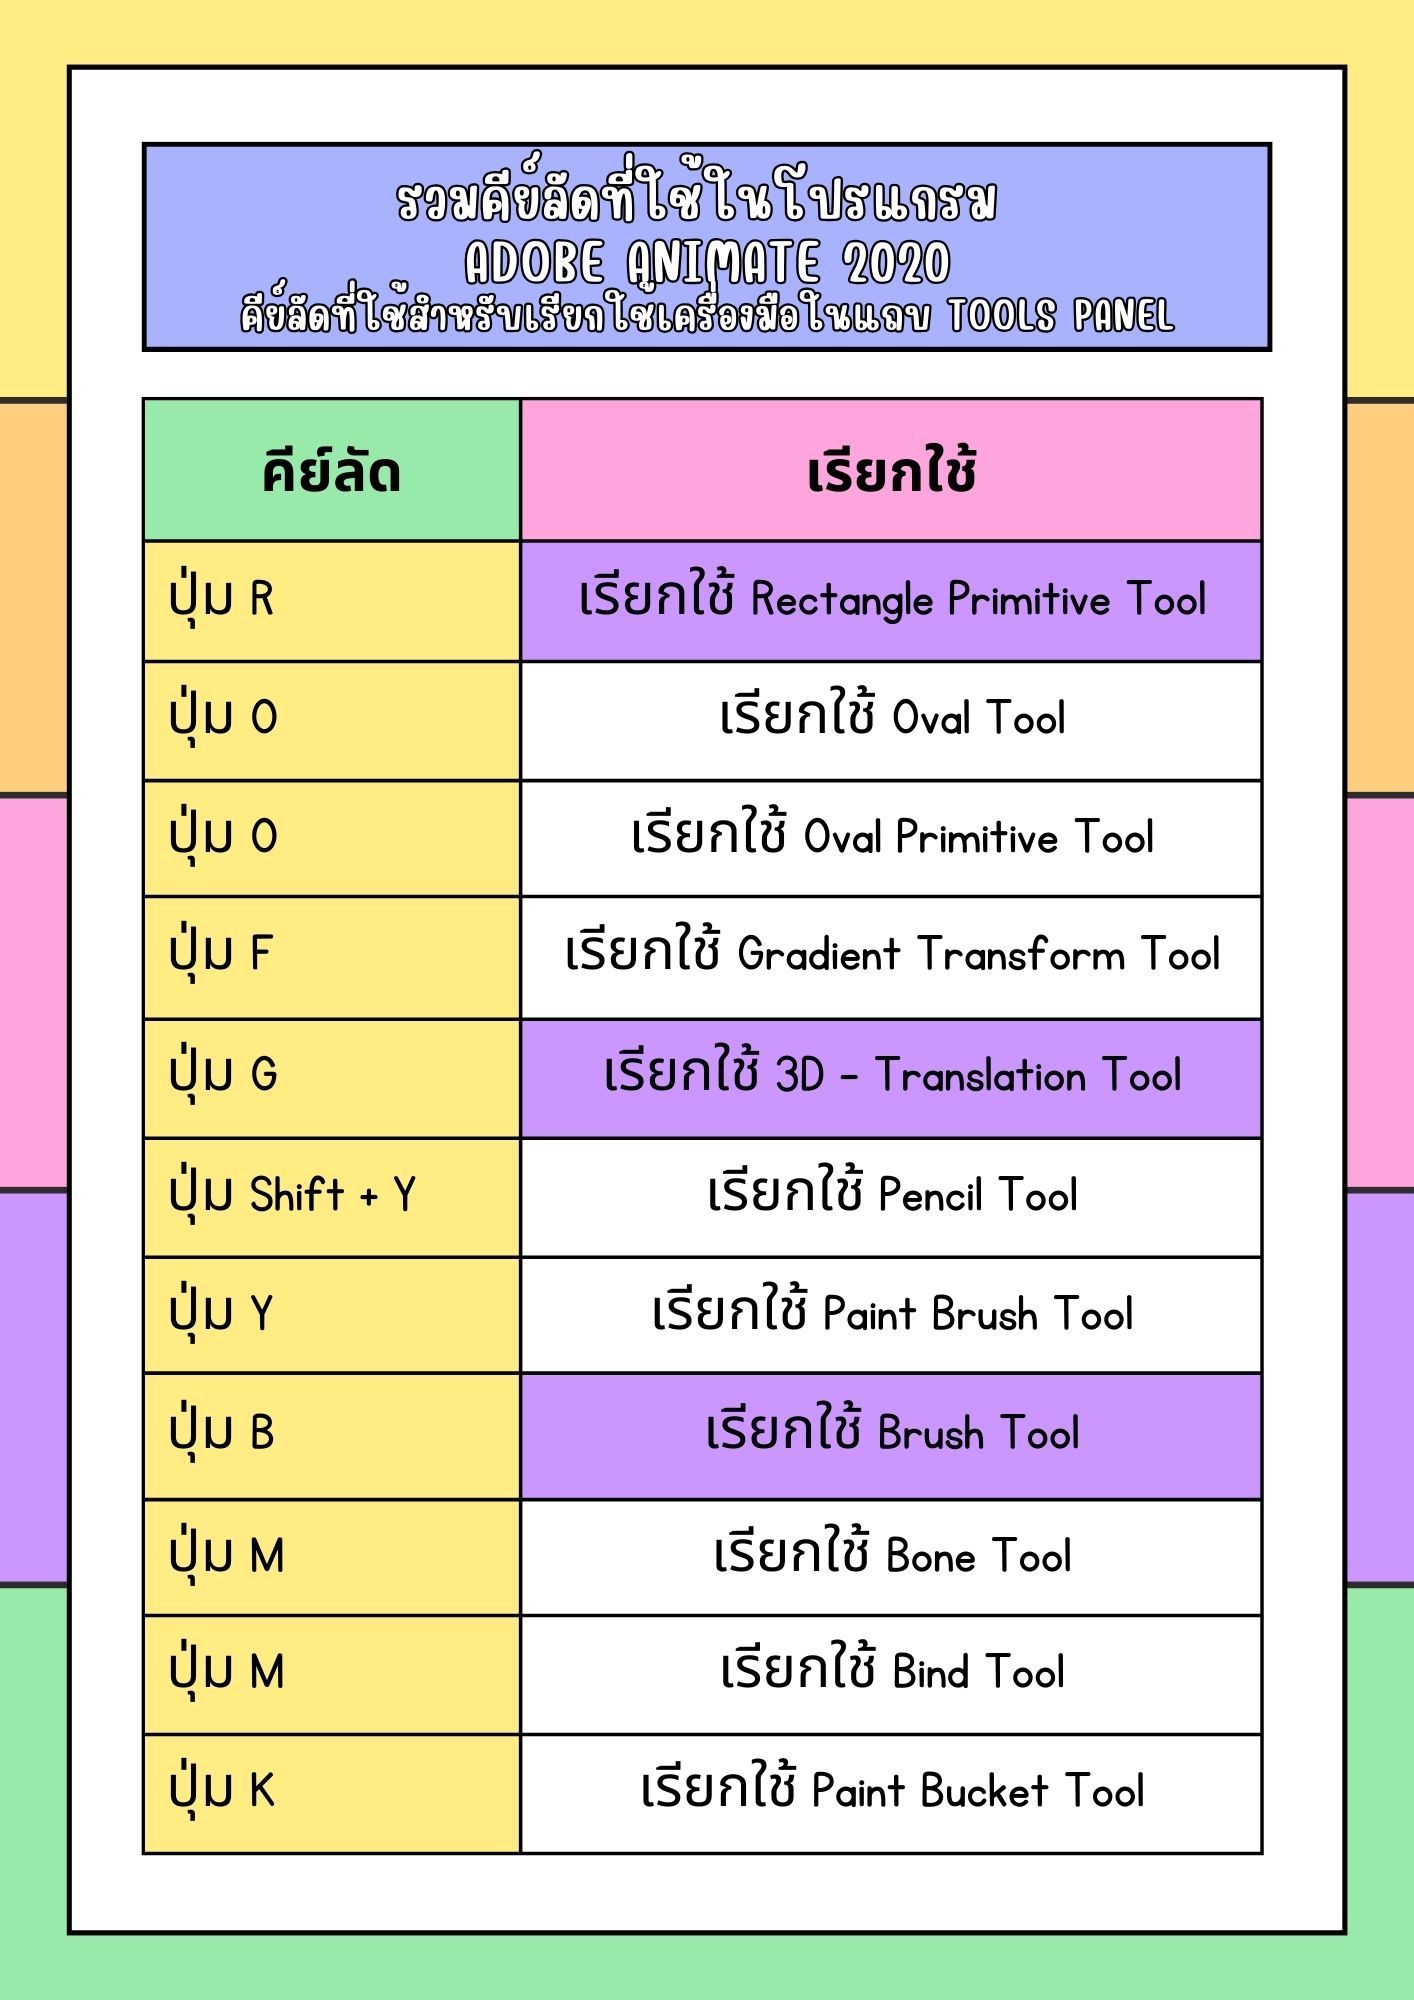 รวมคีย์ลัดที่ใช้ในโปรแกรม
ADOBE ANIMATE 2020
คีย์ลัดที่ใช้สำหรับเรียกใช้เครื่องมือในแถบ TOOLS PANEL
คีย์ลัด เรียกใช้
ปุ่ม R เรียกใช้ Rectangle Primitive Tool
ปุ่ม O เรียกใช้ Oval Tool
ปุ่ม O เรียกใช้ Oval Primitive Tool
ปุ่ม F เรียกใช้ Gradient Transform Tool
ปุ่ม G เรียกใช้ 3D - Translation Tool
ปุ่ม Shift + Y เรียกใช้ Pencil Tool
ปุ่ม Y เรียกใช้ Paint Brush Tool
ปุ่ม B เรียกใช้ Brush Tool
ปุ่ม M เรียกใช้ Bone Tool
ปุ่ม M เรียกใช้ Bind Tool
ปุ่ม K เรียกใช้ Paint Bucket Tool